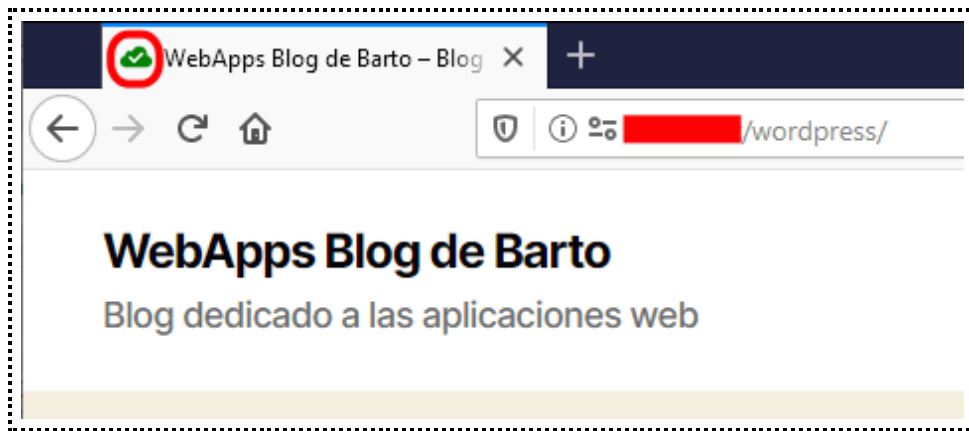 WebApps Blog de Barto – Blog
/wordpress/
WebApps Blog de Barto
Blog dedicado a las aplicaciones web